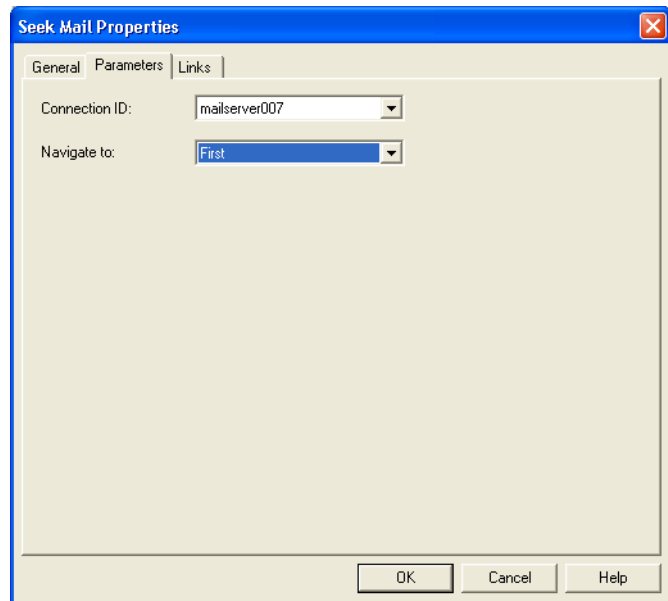 Seek Mail Properties
General Parameters Links
Connection ID: mailserver007
Navigate to: First
OK Cancel Help